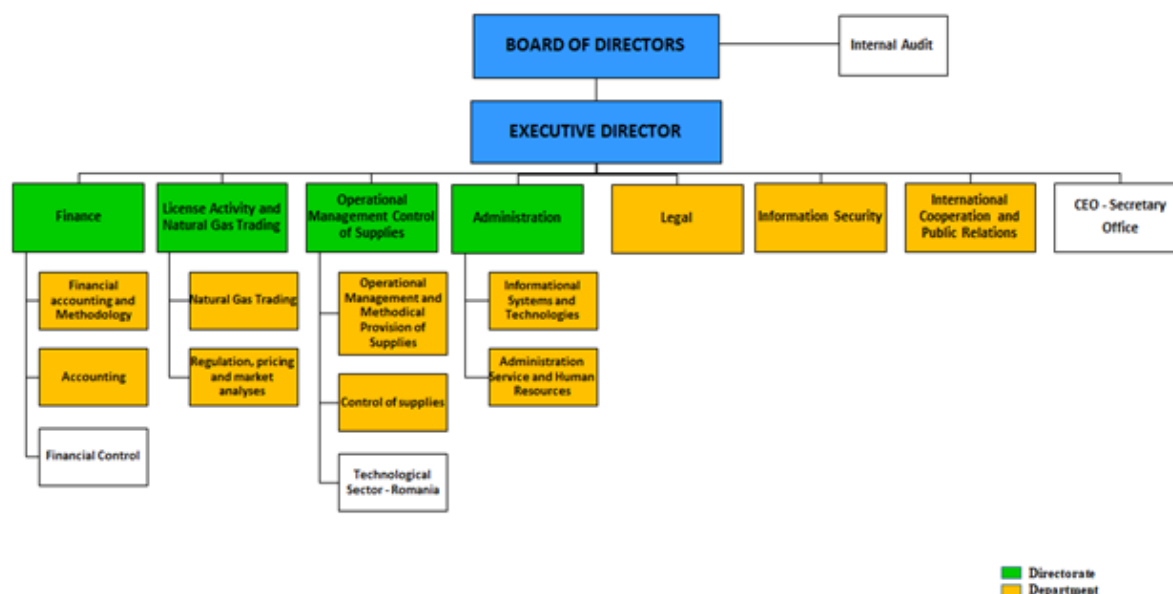 BOARD OF DIRECTORS
Internal Audit
EXECUTIVE DIRECTOR
Finance
License Activity and
Natural Gas Trading
Operational
Management Control
of Supplies
Administration
Legal
Information Security
International
Cooperation and
Public Relations
CEO - Secretary
Office
Financial
accounting and
Methodology
Accounting
Financial Control
Natural Gas Trading
Regulation, pricing
and market
analyses
Operational
Management and
Methodical
Provision of
Supplies
Control of supplies
Technological
Sector - Romania
Informational
Systems and
Technologies
Administration
Service and Human
Resources
Directorate
Department